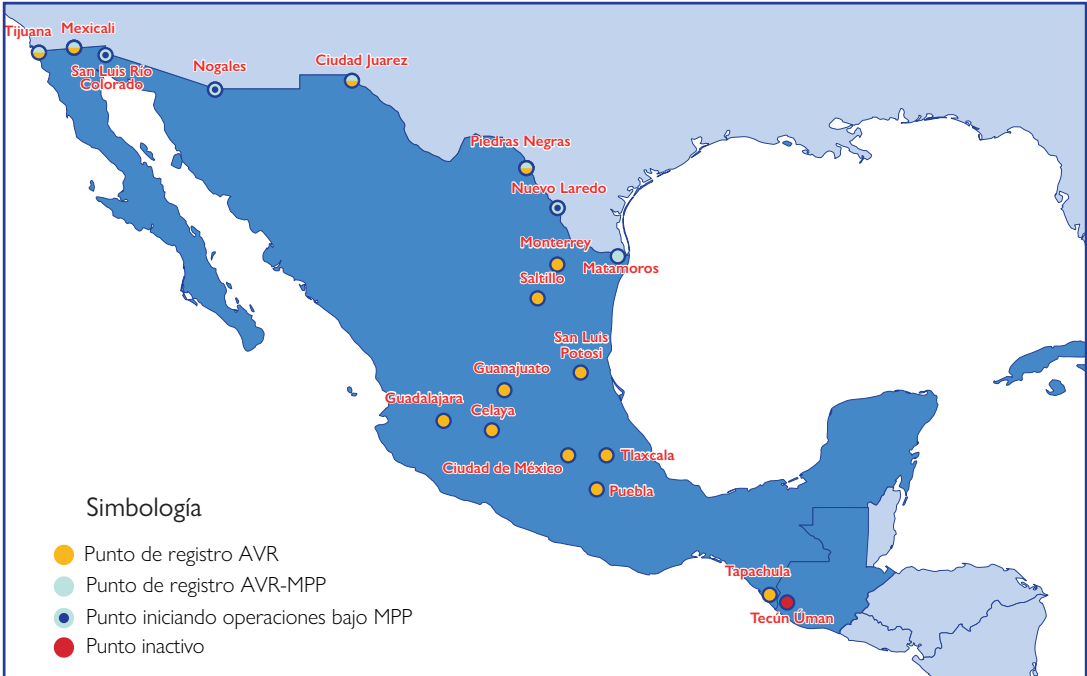 Tijuana
Mexicali
San Luis Río
Colorado
Nogales
Ciudad Juarez
Piedras Negras
Nuevo Laredo
Monterrey
Matamoros
Saltillo
San Luis
Potosi
Guanajuato
Guadalajara
Celaya
Ciudad de México
Tlaxcala
Puebla
Simbología
Punto de registro AVR
Punto de registro AVR-MPP
Punto iniciando operaciones bajo MPP
Punto inactivo
Tapachula
Tecún Úman